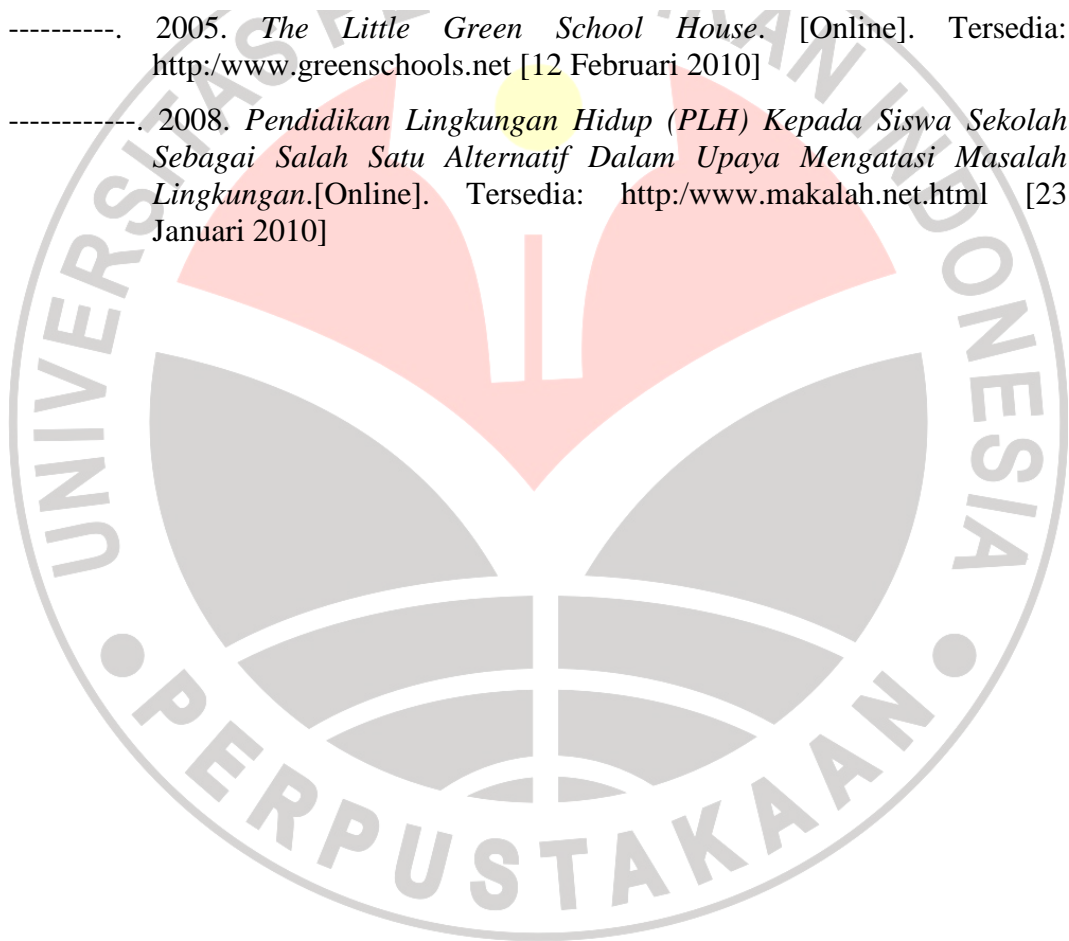 ----------. 2005. The Little Green School House. [Online]. Tersedia:
http:/www.greenschools.net [12 Februari 2010]
------------. 2008. Pendidikan Lingkungan Hidup (PLH) Kepada Siswa Sekolah
Sebagai Salah Satu Alternatif Dalam Upaya Mengatasi Masalah
Lingkungan.[Online]. Tersedia: http:/www.makalah.net.html [23
Januari 2010]
UNIVERSITAS INDONESIA
PERPUSTAKAAN